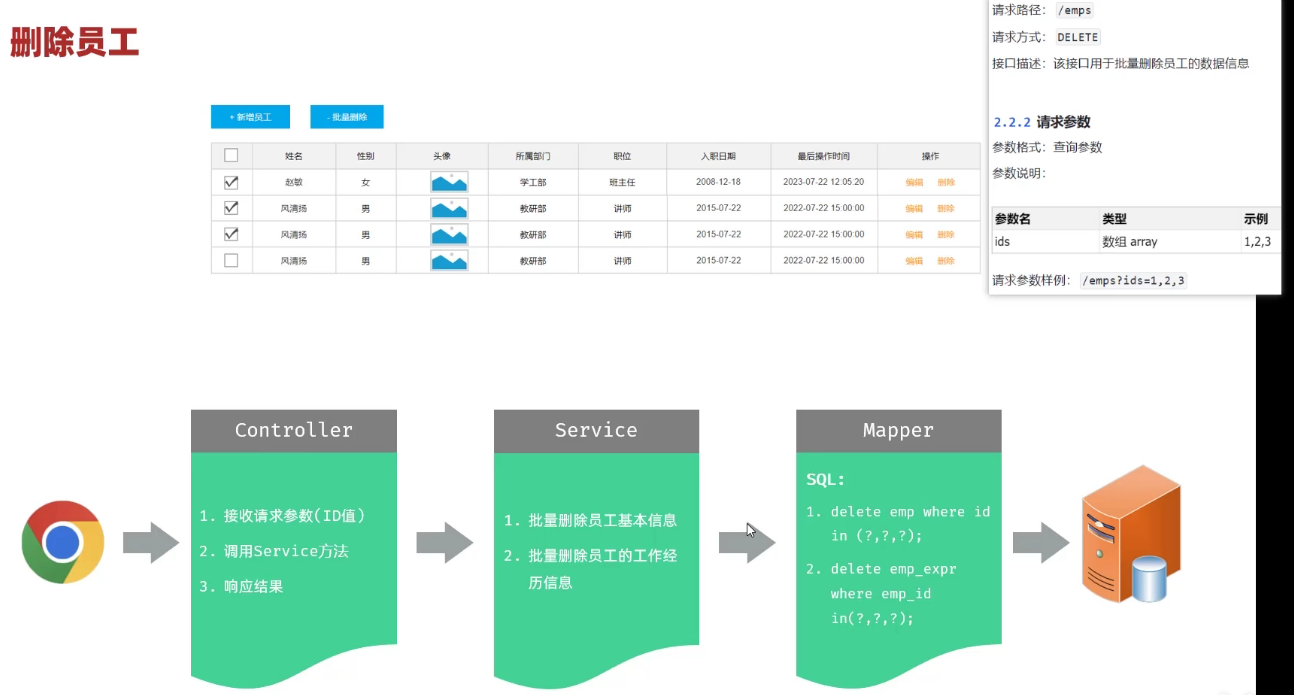 删除员工
请求路径： /emps
请求方式： DELETE
接口描述：该接口用于批量删除员工的数据信息
2.2.2 请求参数
参数格式：查询参数
参数说明：
参数名 类型 示例
ids 数组 array 1,2,3
请求参数样例： /emps?ids=1,2,3
+ 新增员工 - 批量删除
姓名 性别 头像 所属部门 职位 入职日期 最后操作时间 操作
赵敏 女 学工部 班主任 2008-12-18 2023-07-22 12:05:20 编辑 删除
风清扬 男 教研部 讲师 2015-07-22 2022-07-22 15:00:00 编辑 删除
风清扬 男 教研部 讲师 2015-07-22 2022-07-22 15:00:00 编辑 删除
风清扬 男 教研部 讲师 2015-07-22 2022-07-22 15:00:00 编辑 删除
Controller
1. 接收请求参数(ID值)
2. 调用Service方法
3. 响应结果
Service
1. 批量删除员工基本信息
2. 批量删除员工的工作经
历信息
Mapper
SQL:
1. delete emp where id
in (?,?,?);
2. delete emp_expr
where emp_id
in(?,?,?);